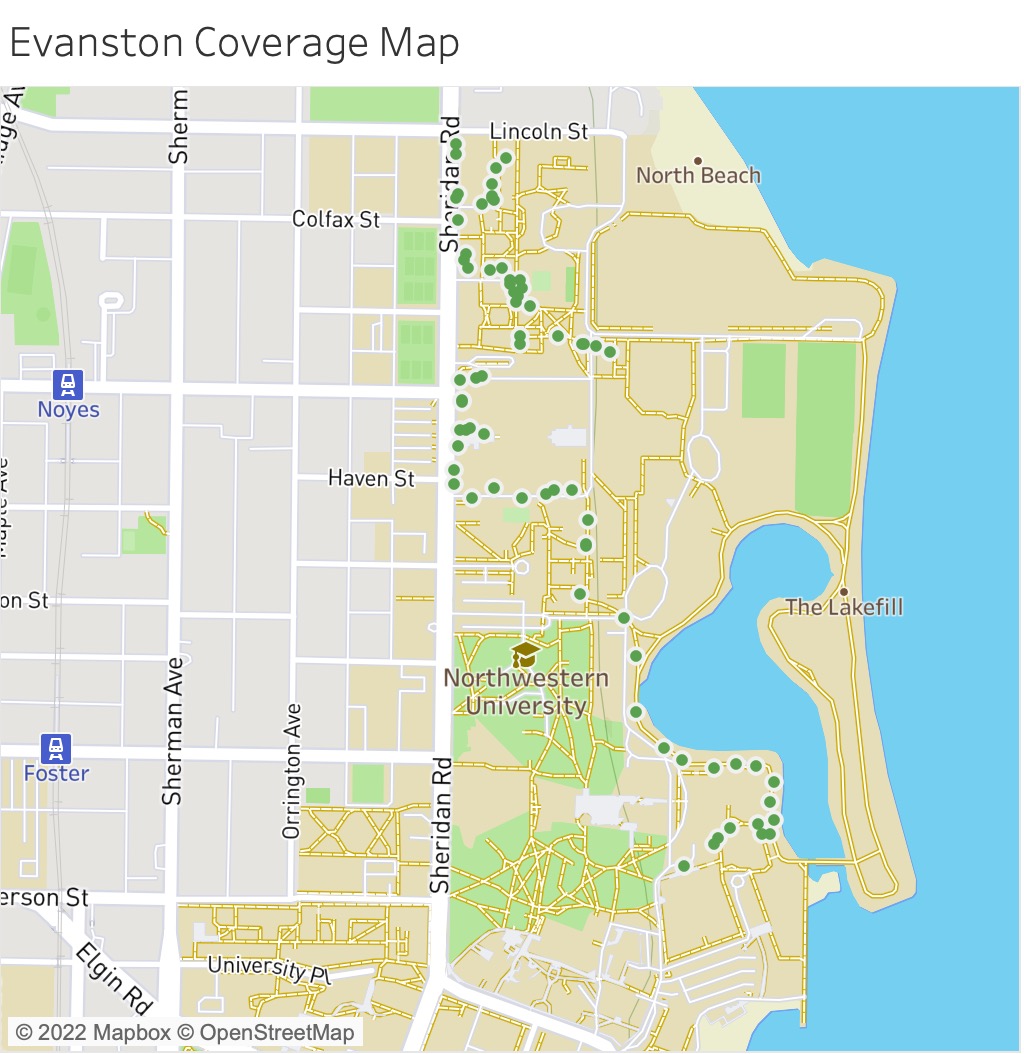 Evanston Coverage Map
Sherm
Sheridan Rd
Lincoln St
North Beach
Colfax St
Noyes
Haven St
on St
The Lakefill
Northwestern
University
Sherman Ave
Orrington Ave
Sheridan Rd
Foster
erson St
Elgin Rd
University Pl
© 2022 Mapbox © OpenStreetMap